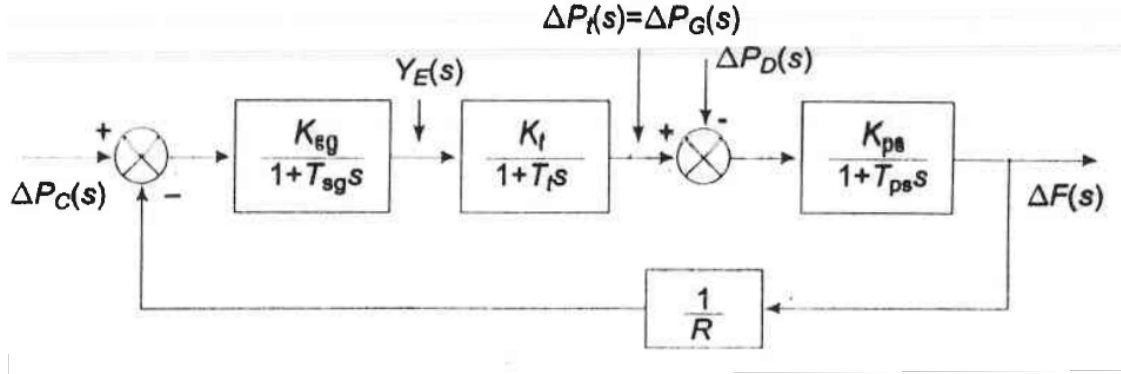 ΔP_t(s)=ΔP_G(s)
ΔP_D(s)
Y_E(s)
+
K_sg
1+T_sg s
K_t
1+T_t s
+
-
K_ps
1+T_ps s
ΔP_C(s)
−
ΔF(s)
1
R